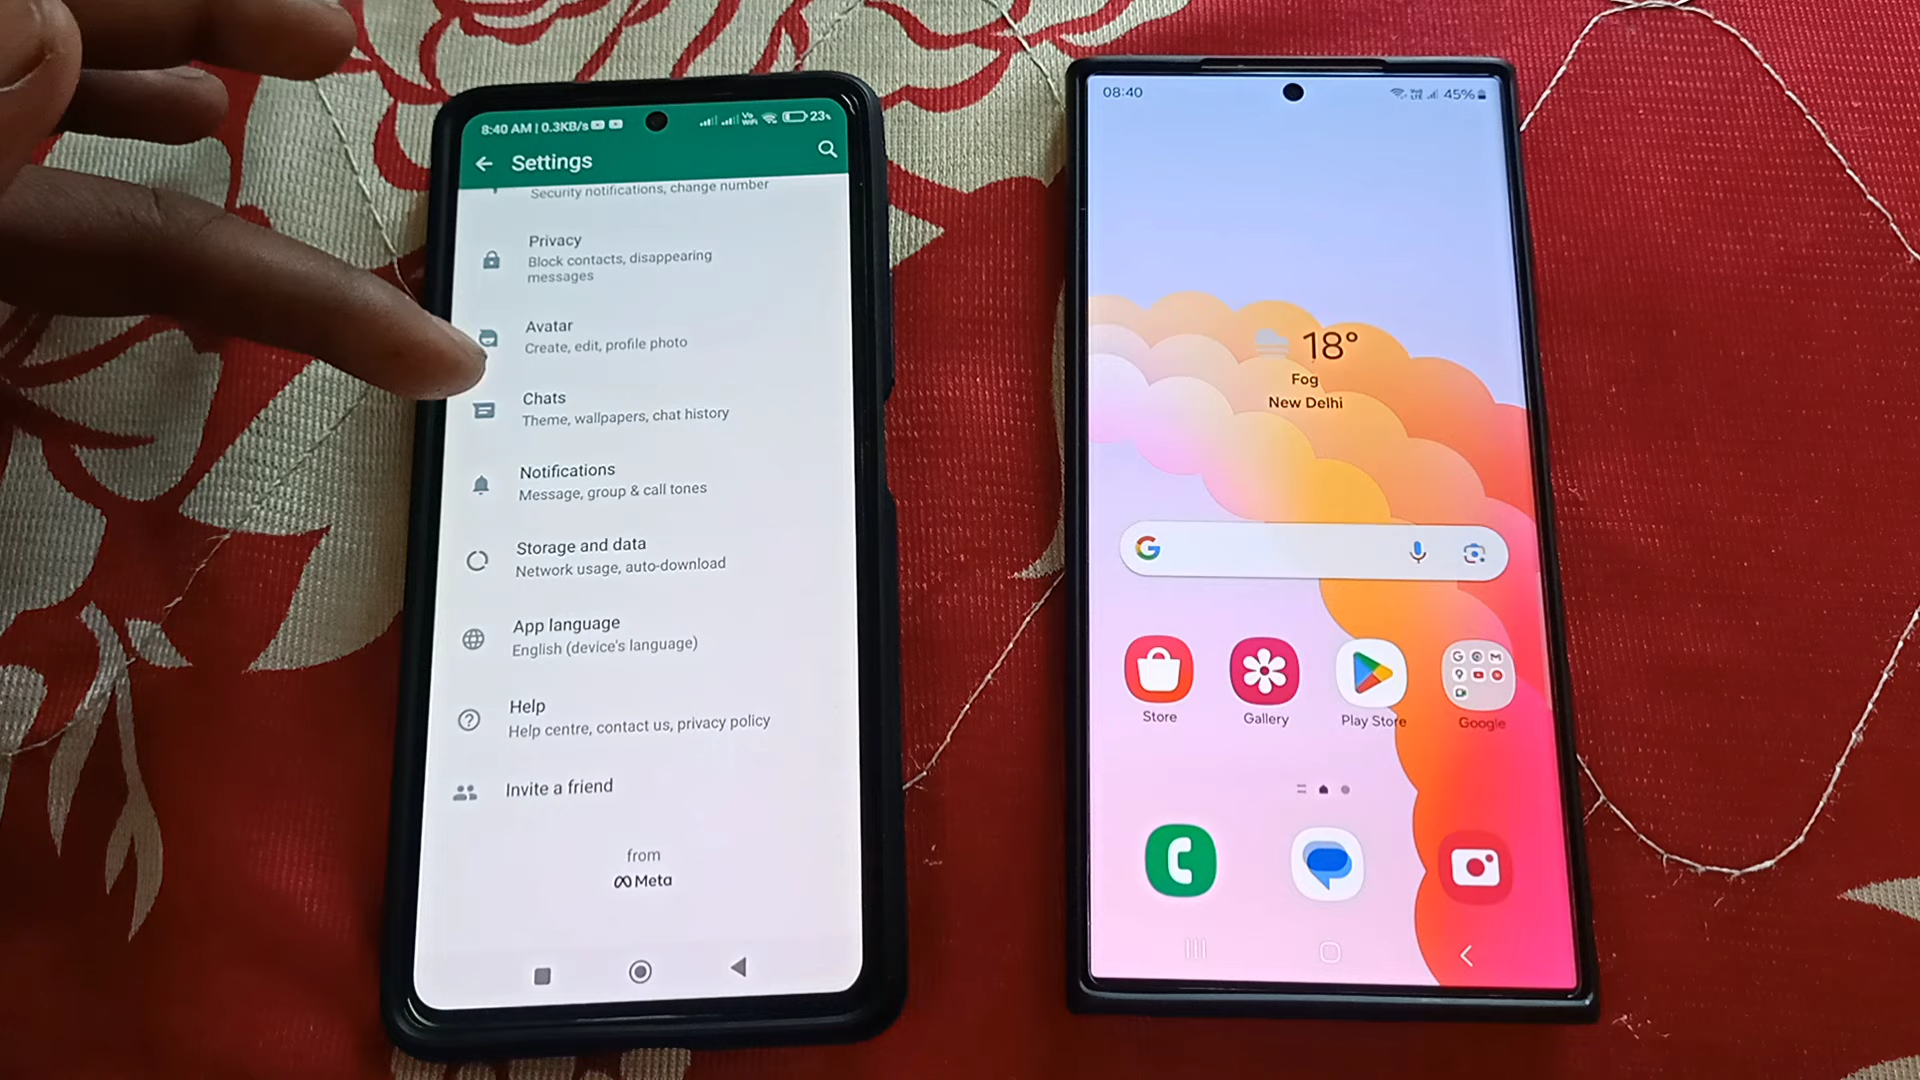 8:40 AM | 0.3KB/s
23%
Settings
Security notifications, change number
Privacy
Block contacts, disappearing
messages
Avatar
Create, edit, profile photo
Chats
Theme, wallpapers, chat history
Notifications
Message, group & call tones
Storage and data
Network usage, auto-download
App language
English (device's language)
Help
Help centre, contact us, privacy policy
Invite a friend
from
Meta
08:40
45%
18°
Fog
New Delhi
Store
Gallery
Play Store
Google